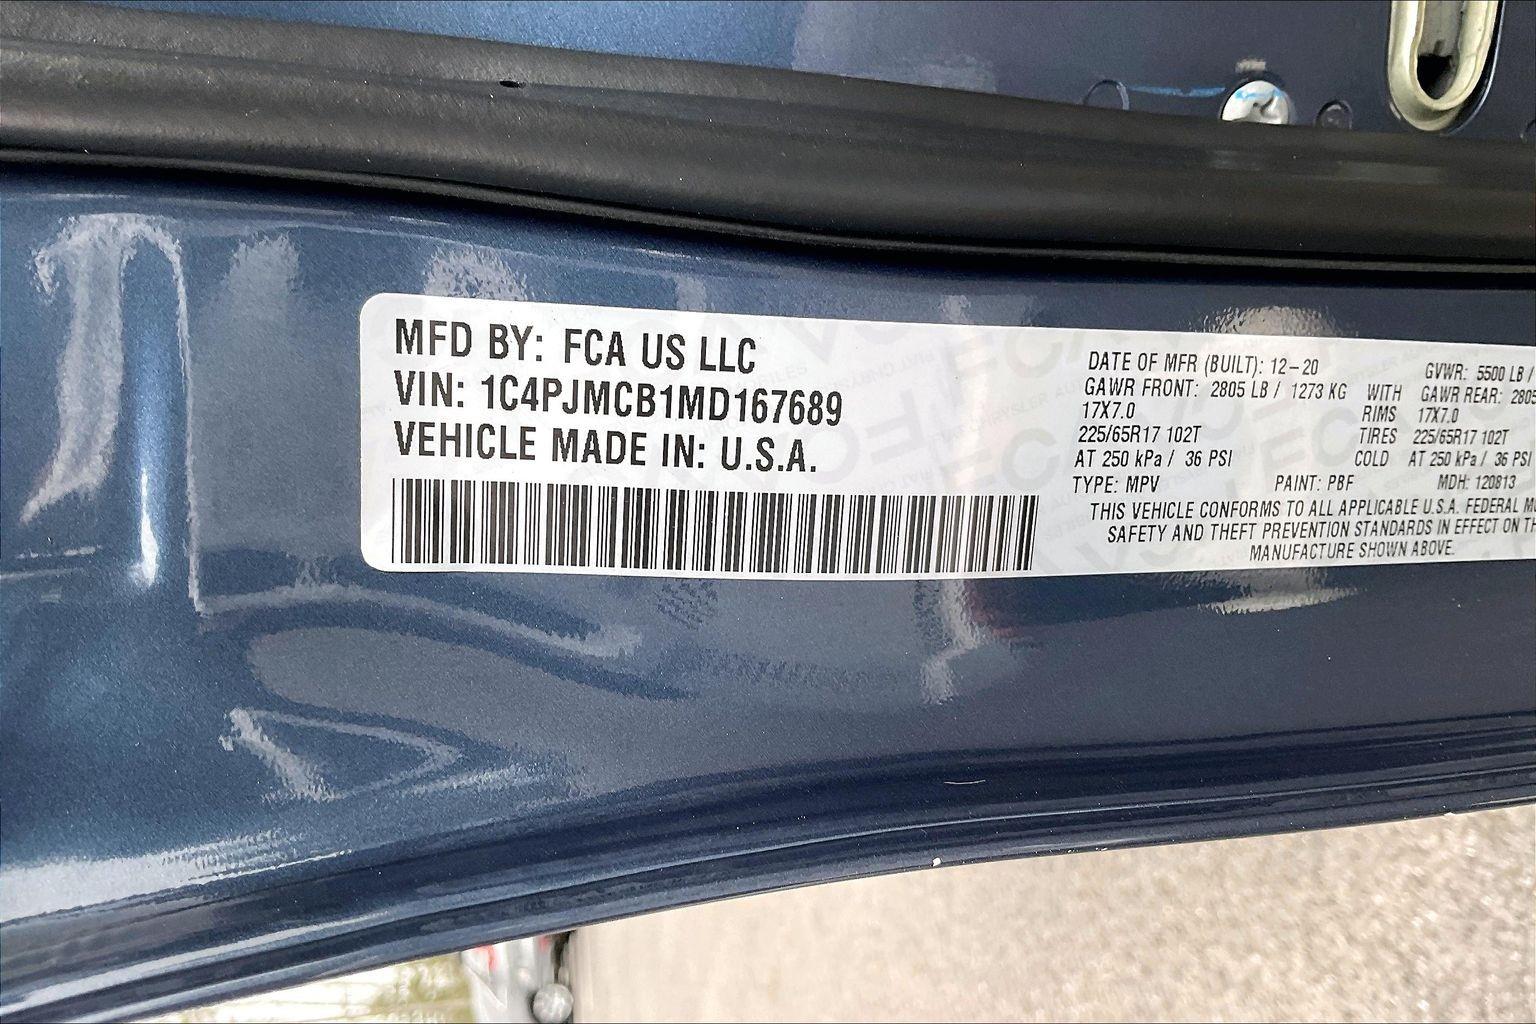 MFD BY: FCA US LLC
VIN: 1C4PJMCB1MD167689
VEHICLE MADE IN: U.S.A.
DATE OF MFR (BUILT): 12-20 GVWR: 5500 LB /
GAWR FRONT: 2805 LB / 1273 KG WITH GAWR REAR: 2805
17X7.0 RIMS 17X7.0
225/65R17 102T TIRES 225/65R17 102T
AT 250 kPa / 36 PSI COLD AT 250 kPa / 36 PSI
TYPE: MPV PAINT: PBF MDH: 120813
THIS VEHICLE CONFORMS TO ALL APPLICABLE U.S.A. FEDERAL
SAFETY AND THEFT PREVENTION STANDARDS IN EFFECT ON
MANUFACTURE SHOWN ABOVE.